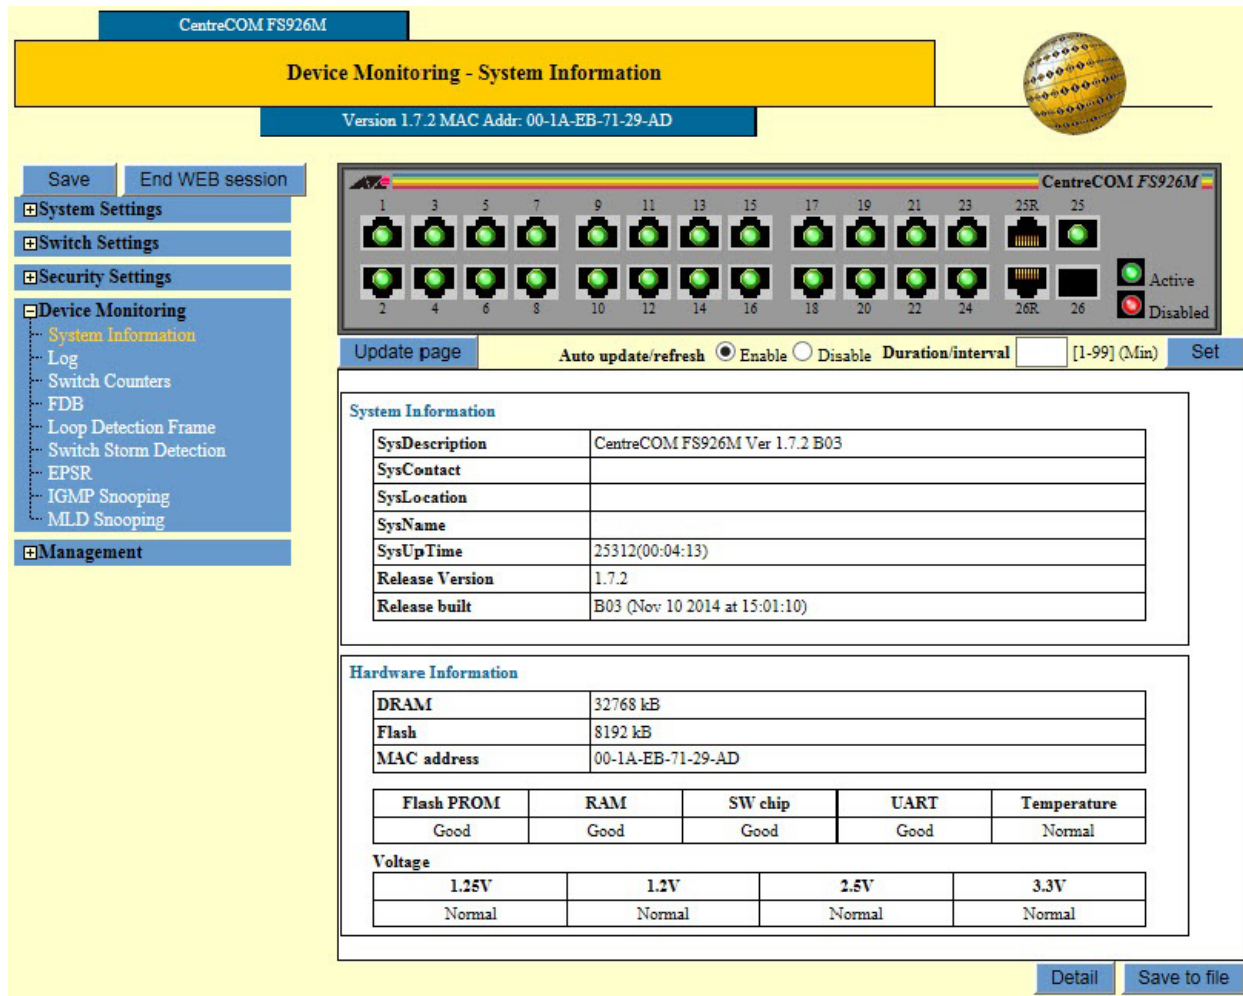 CentreCOM FS926M
Device Monitoring - System Information
Version 1.7.2 MAC Addr: 00-1A-EB-71-29-AD
Save End WEB session
System Settings
Switch Settings
Security Settings
Device Monitoring
System Information
Log
Switch Counters
FDB
Loop Detection Frame
Switch Storm Detection
EPSR
IGMP Snooping
MLD Snooping
Management
CentreCOM FS926M
1 3 5 7 9 11 13 15 17 19 21 23 25R 25
Active
2 4 6 8 10 12 14 16 18 20 22 24 26R 26 Disabled
Update page Auto update/refresh Enable Disable Duration/interval [1-99] (Min) Set
System Information
SysDescription CentreCOM FS926M Ver 1.7.2 B03
SysContact
SysLocation
SysName
SysUpTime 25312(00:04:13)
Release Version 1.7.2
Release built B03 (Nov 10 2014 at 15:01:10)
Hardware Information
DRAM 32768 kB
Flash 8192 kB
MAC address 00-1A-EB-71-29-AD
Flash PROM RAM SW chip UART Temperature
Good Good Good Good Normal
Voltage
1.25V 1.2V 2.5V 3.3V
Normal Normal Normal Normal
Detail Save to file